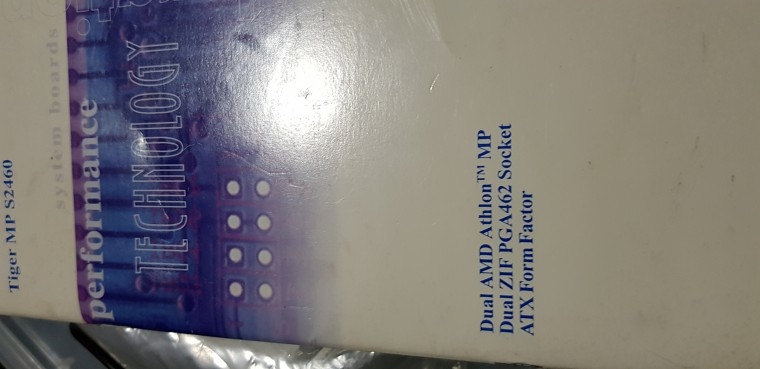 Tiger MP S2460
system boards
performance
TECHNOLOGY
Dual AMD Athlon™ MP
Dual ZIF PGA462 Socket
ATX Form Factor